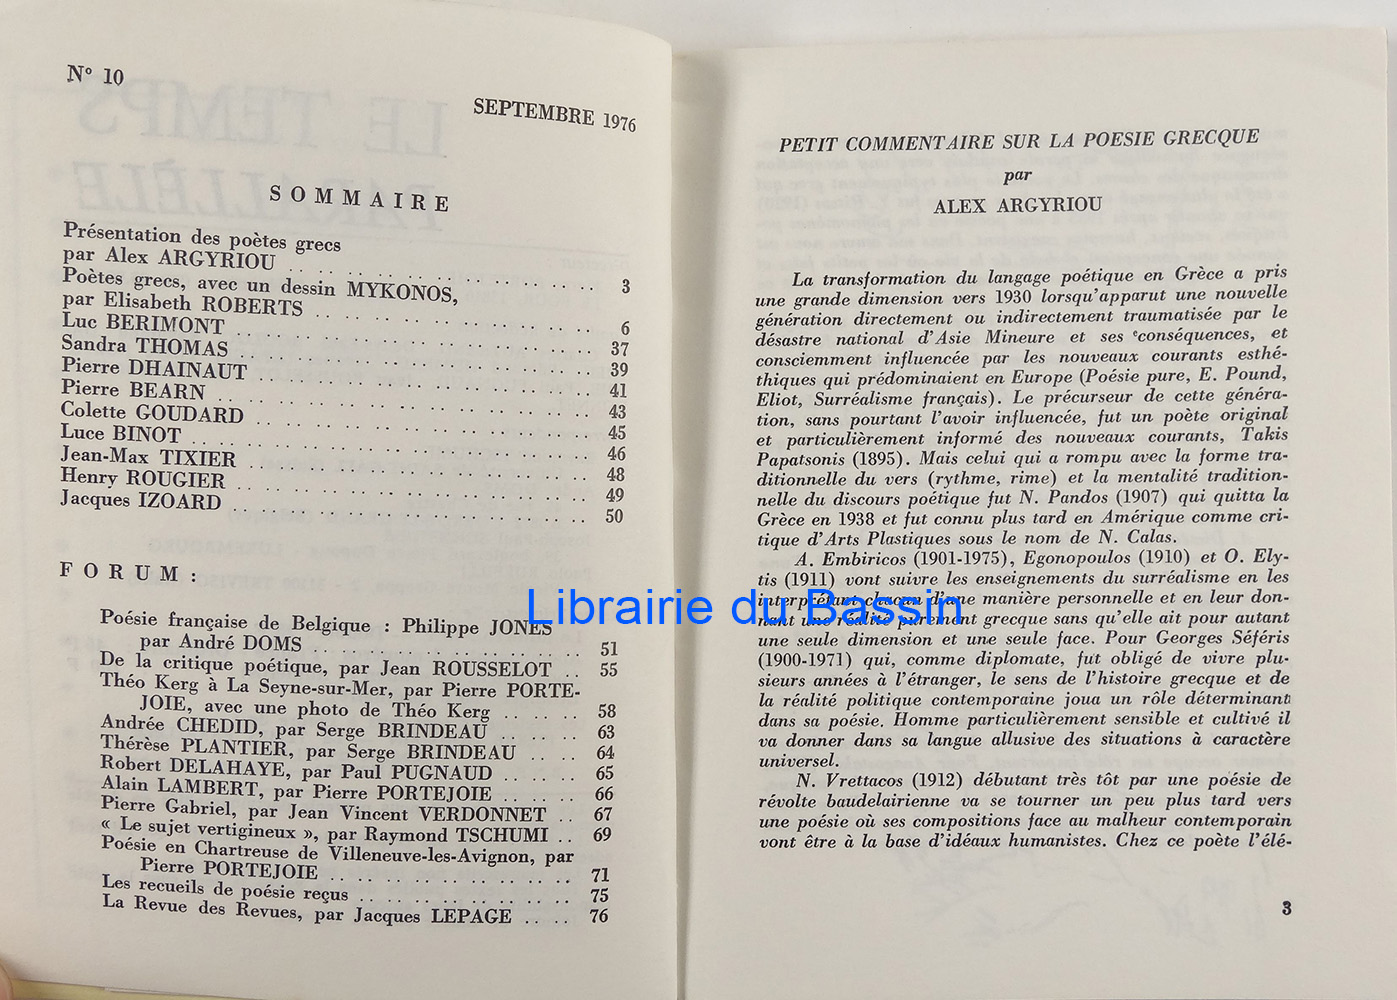 N° 10
SEPTEMBRE 1976
SOMMAIRE
Présentation des poètes grecs
par Alex ARGYRIOU . . . . . . . . . . . . . . . . 3
Poètes grecs, avec un dessin MYKONOS,
par Elisabeth ROBERTS . . . . . . . . . . . . . . . . 6
Luc BERIMONT . . . . . . . . . . . . . . . . 37
Sandra THOMAS . . . . . . . . . . . . . . . . 39
Pierre DHAINAUT . . . . . . . . . . . . . . . . 41
Pierre BEARN . . . . . . . . . . . . . . . . 43
Colette GOUDARD . . . . . . . . . . . . . . . . 45
Luce BINOT . . . . . . . . . . . . . . . . 46
Jean-Max TIXIER . . . . . . . . . . . . . . . . 48
Henry ROUGIER . . . . . . . . . . . . . . . . 49
Jacques IZOARD . . . . . . . . . . . . . . . . 50
FORUM :
Poésie française de Belgique : Philippe JONES
par André DOMS . . . . . . . . . . . . . . 51
De la critique poétique, par Jean ROUSSELOT . . 55
Théo Kerg à La Seyne-sur-Mer, par Pierre PORTE-
JOIE, avec une photo de Théo Kerg . . . . . . 58
Andrée CHEDID, par Serge BRINDEAU . . . . . . 63
Thérèse PLANTIER, par Serge BRINDEAU . . . . 64
Robert DELAHAYE, par Paul PUGNAUD . . . . . . 65
Alain LAMBERT, par Pierre PORTEJOIE . . . . . . 66
Pierre Gabriel, par Jean Vincent VERDONNET . . 67
« Le sujet vertigineux », par Raymond TSCHUMI . . 69
Poésie en Chartreuse de Villeneuve-les-Avignon, par
Pierre PORTEJOIE . . . . . . . . . . . . . . 71
Les recueils de poésie reçus . . . . . . . . . . . . 75
La Revue des Revues, par Jacques LEPAGE . . . . 76
PETIT COMMENTAIRE SUR LA POESIE GRECQUE
par
ALEX ARGYRIOU
La transformation du langage poétique en Grèce a pris
une grande dimension vers 1930 lorsqu'apparut une nouvelle
génération directement ou indirectement traumatisée par le
désastre national d'Asie Mineure et ses conséquences, et
consciemment influencée par les nouveaux courants esthé-
thiques qui prédominaient en Europe (Poésie pure, E. Pound,
Eliot, Surréalisme français). Le précurseur de cette généra-
tion, sans pourtant l'avoir influencée, fut un poète original
et particulièrement informé des nouveaux courants, Takis
Papatsonis (1895). Mais celui qui a rompu avec la forme tra-
ditionnelle du vers (rythme, rime) et la mentalité tradition-
nelle du discours poétique fut N. Pandos (1907) qui quitta la
Grèce en 1938 et fut connu plus tard en Amérique comme cri-
tique d'Arts Plastiques sous le nom de N. Calas.
A. Embiricos (1901-1975), Egonopoulos (1910) et O. Ely-
tis (1911) vont suivre les enseignements du surréalisme en les
interprétant chacun d'une manière personnelle et en leur don-
nant une réalité purement grecque sans qu'elle ait pour autant
une seule dimension et une seule face. Pour Georges Séféris
(1900-1971) qui, comme diplomate, fut obligé de vivre plu-
sieurs années à l'étranger, le sens de l'histoire grecque et de
la réalité politique contemporaine joua un rôle déterminant
dans sa poésie. Homme particulièrement sensible et cultivé il
va donner dans sa langue allusive des situations à caractère
universel.
N. Vrettacos (1912) débutant très tôt par une poésie de
révolte baudelairienne va se tourner un peu plus tard vers
une poésie où ses compositions face au malheur contemporain
vont être à la base d'idéaux humanistes. Chez ce poète l'élé-
3
Librairie du Bassin